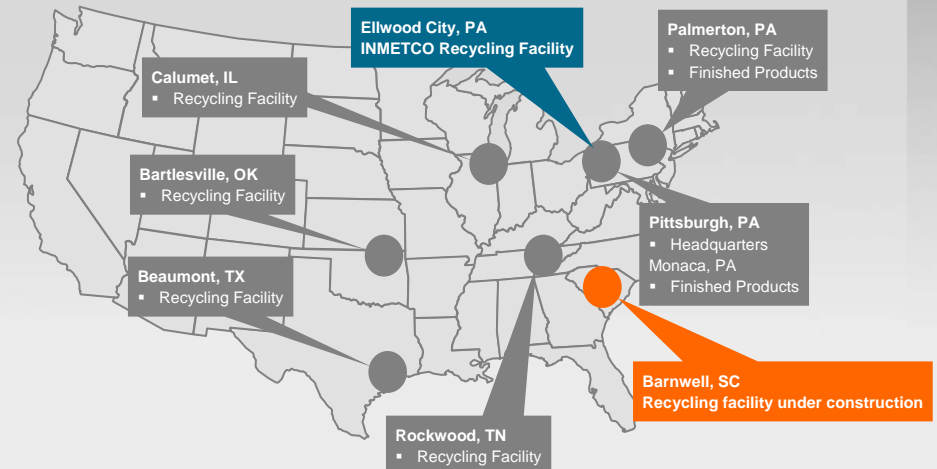 Ellwood City, PA
INMETCO Recycling Facility
Palmerton, PA
▪ Recycling Facility
▪ Finished Products
Calumet, IL
▪ Recycling Facility
Bartlesville, OK
▪ Recycling Facility
Pittsburgh, PA
▪ Headquarters
Monaca, PA
▪ Finished Products
Beaumont, TX
▪ Recycling Facility
Barnwell, SC
Recycling facility under construction
Rockwood, TN
▪ Recycling Facility